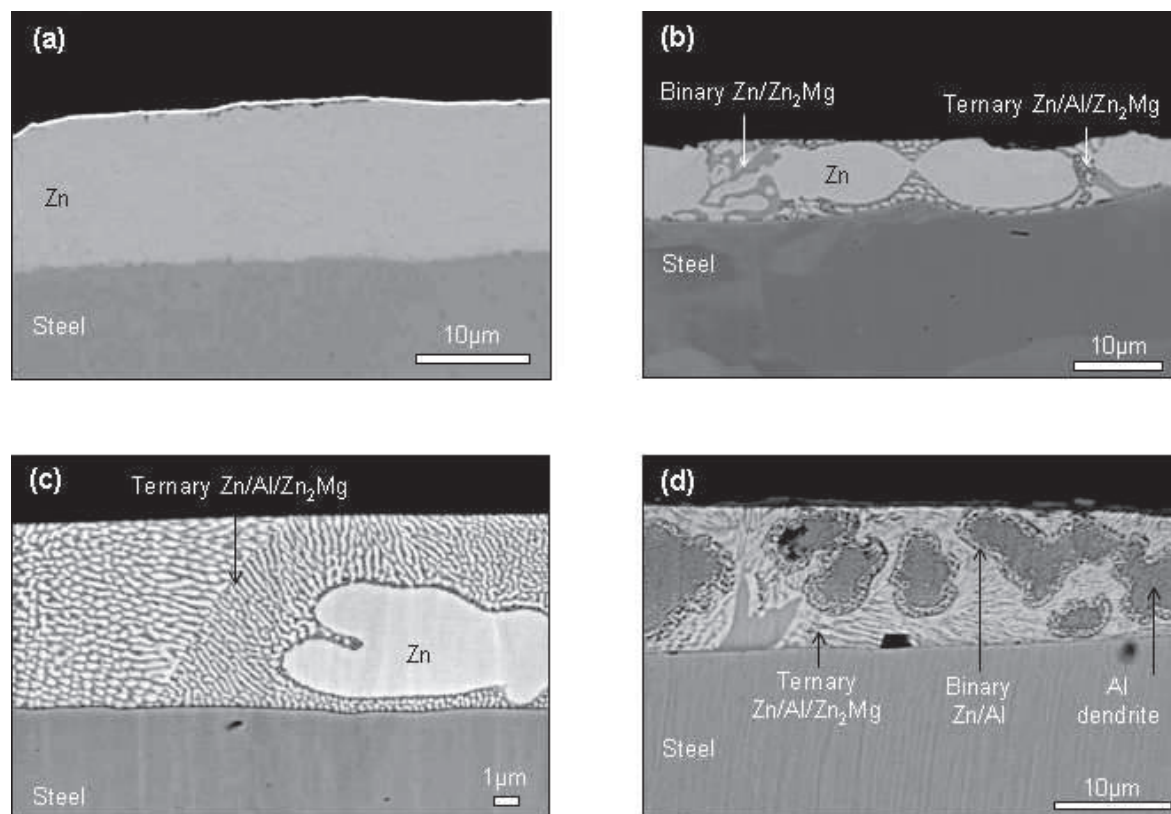 (a)
Zn
Steel
10μm
(b)
Binary Zn/Zn₂Mg
Ternary Zn/Al/Zn₂Mg
Zn
Steel
10μm
(c)
Ternary Zn/Al/Zn₂Mg
Zn
1μm
Steel
(d)
Ternary
Zn/Al/Zn₂Mg
Binary
Zn/Al
Al
dendrite
Steel
10μm